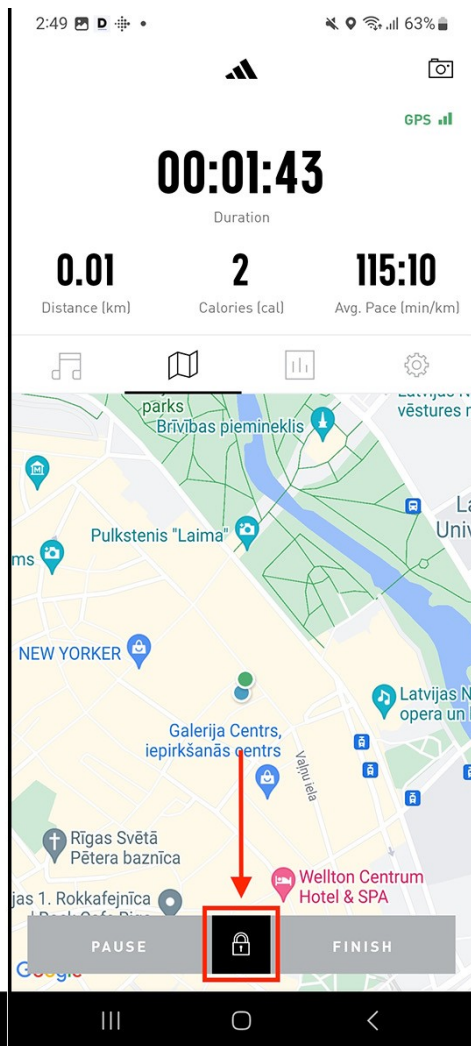 2:49 D 63%
GPS
00:01:43
Duration
0.01 2 115:10
Distance (km) Calories (cal) Avg. Pace (min/km)
parks
Brīvības piemineklis
vēstures
Pulkstenis "Laima"
Univ
ms
NEW YORKER
Latvijas N
opera un
Galerija Centrs,
iepirkšanās centrs
Vaļņu iela
Rīgas Svētā
Pētera baznīca
Wellton Centrum
Hotel & SPA
jas 1. Rokkafejnīca
PAUSE FINISH